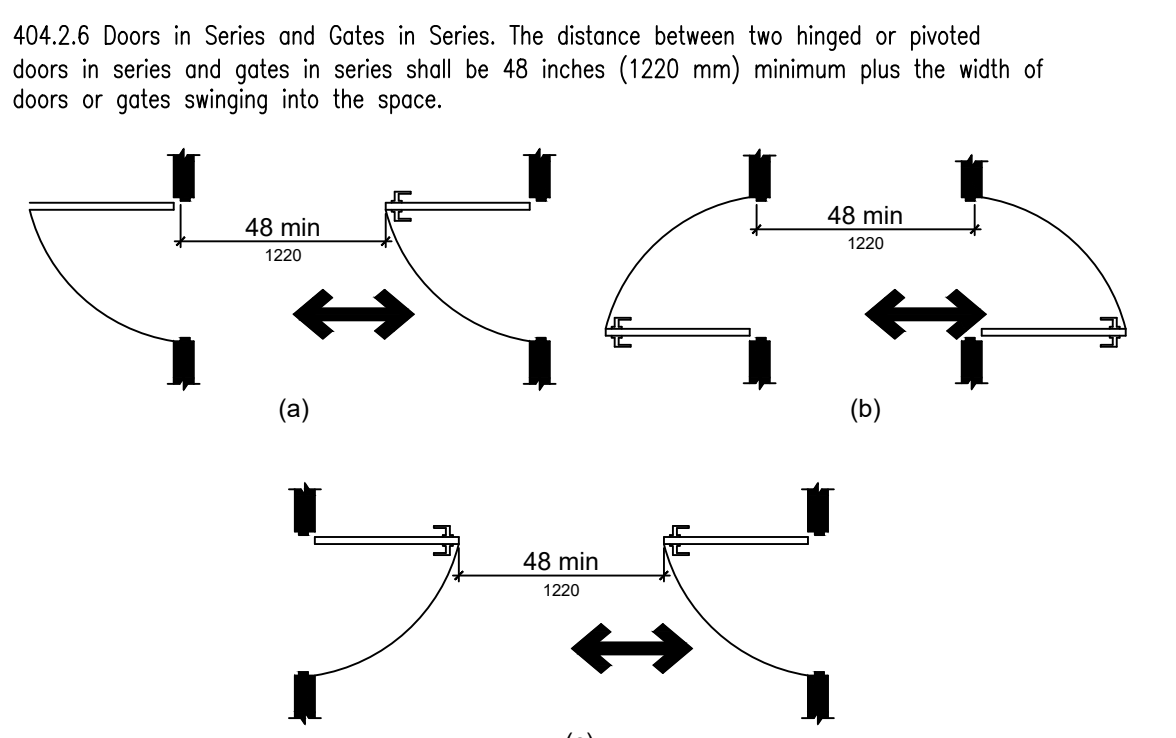 404.2.6 Doors in Series and Gates in Series. The distance between two hinged or pivoted
doors in series and gates in series shall be 48 inches (1220 mm) minimum plus the width of
doors or gates swinging into the space.
48 min
1220
48 min
1220
(a)
(b)
48 min
1220